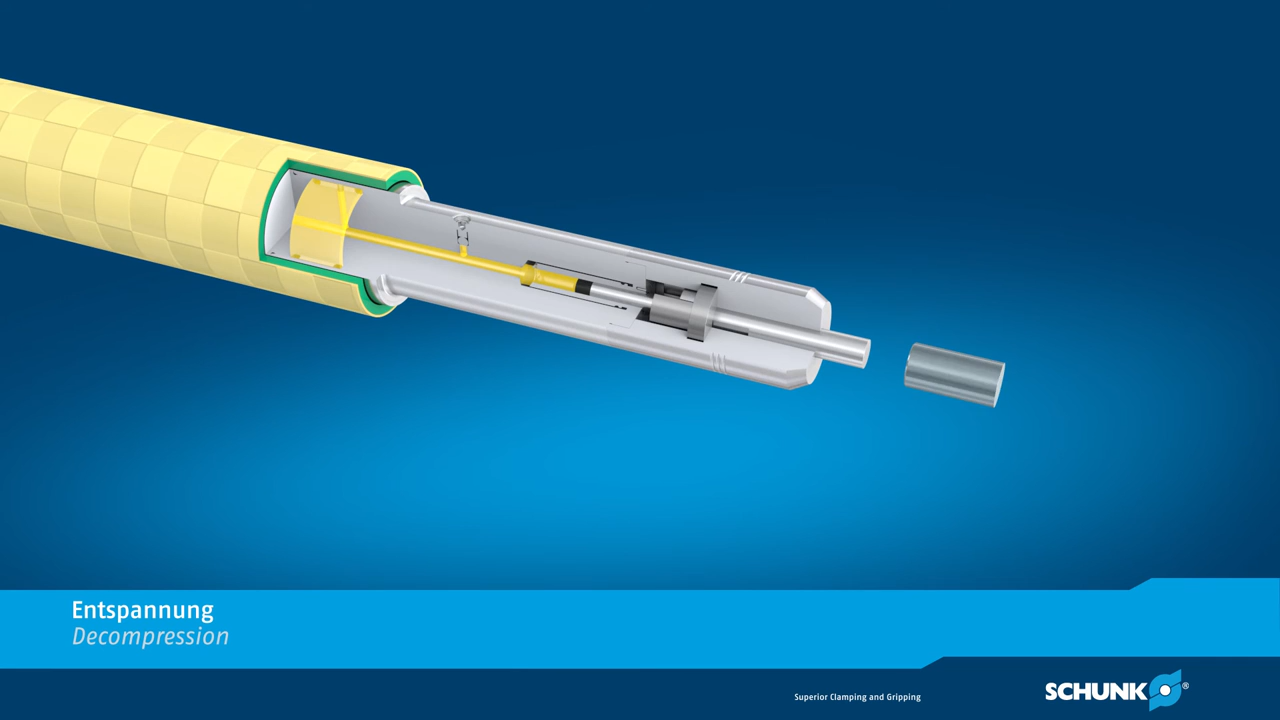 Entspannung
Decompression
Superior Clamping and Gripping
SCHUNK®